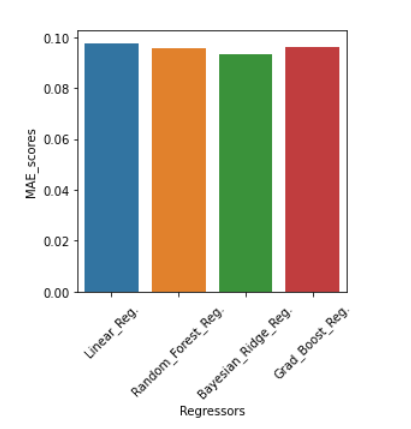 0.10
0.08
0.06
0.04
0.02
0.00
MAE_scores
Linear_Reg.
Random_Forest_Reg.
Bayesian_Ridge_Reg.
Grad_Boost_Reg.
Regressors